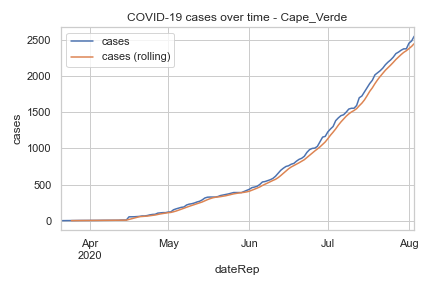 COVID-19 cases over time - Cape_Verde
cases
cases (rolling)
2500
2000
1500
1000
500
0
cases
Apr
2020
May
Jun
Jul
Aug
dateRep